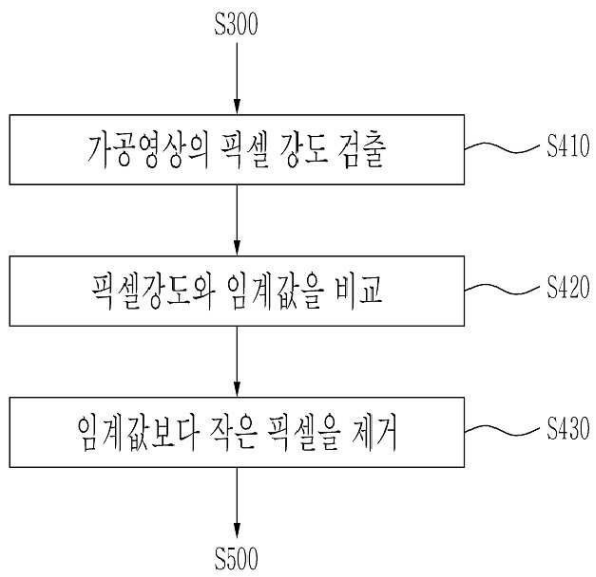 S300
가공영상의 픽셀 강도 검출
S410
픽셀강도와 임계값을 비교
S420
임계값보다 작은 픽셀을 제거
S430
S500